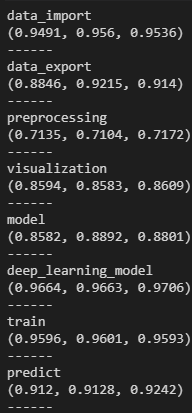 data_import
(0.9491, 0.956, 0.9536)
------
data_export
(0.8846, 0.9215, 0.914)
------
preprocessing
(0.7135, 0.7104, 0.7172)
------
visualization
(0.8594, 0.8583, 0.8609)
------
model
(0.8582, 0.8892, 0.8801)
------
deep_learning_model
(0.9664, 0.9663, 0.9706)
------
train
(0.9596, 0.9601, 0.9593)
------
predict
(0.912, 0.9128, 0.9242)
------